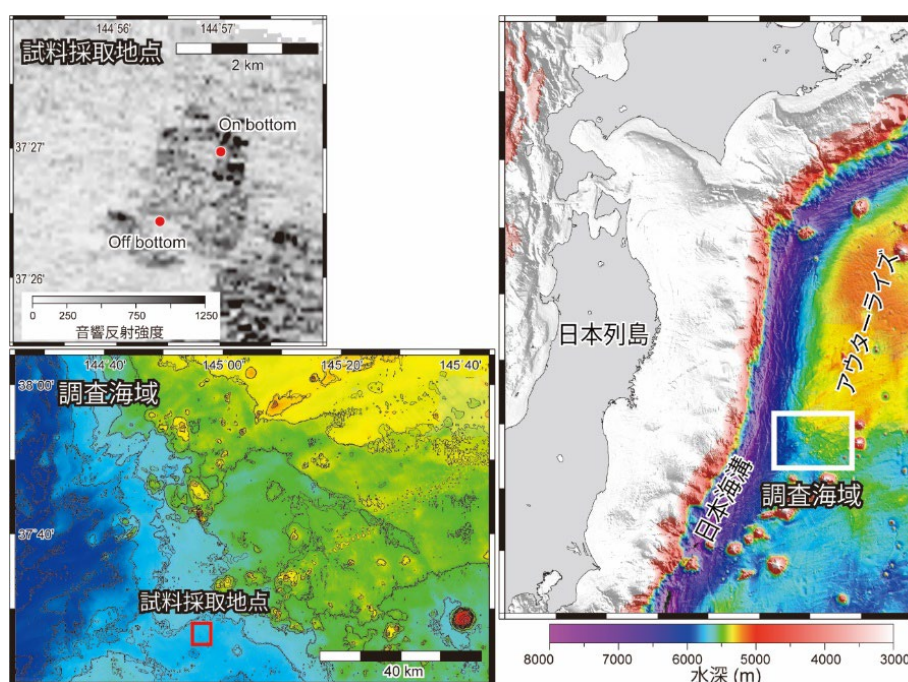 144˚56' 144˚57'
試料採取地点
2 km
On bottom
37˚27'
Off bottom
37˚26'
0 250 500 750 1250
音響反射強度
144˚40' 145˚00' 145˚20' 145˚40'
38˚00'
調査海域
37˚40'
試料採取地点
40 km
日本列島
アウターライズ
日本海溝
調査海域
8000 7000 6000 5000 4000 3000
水深 (m)